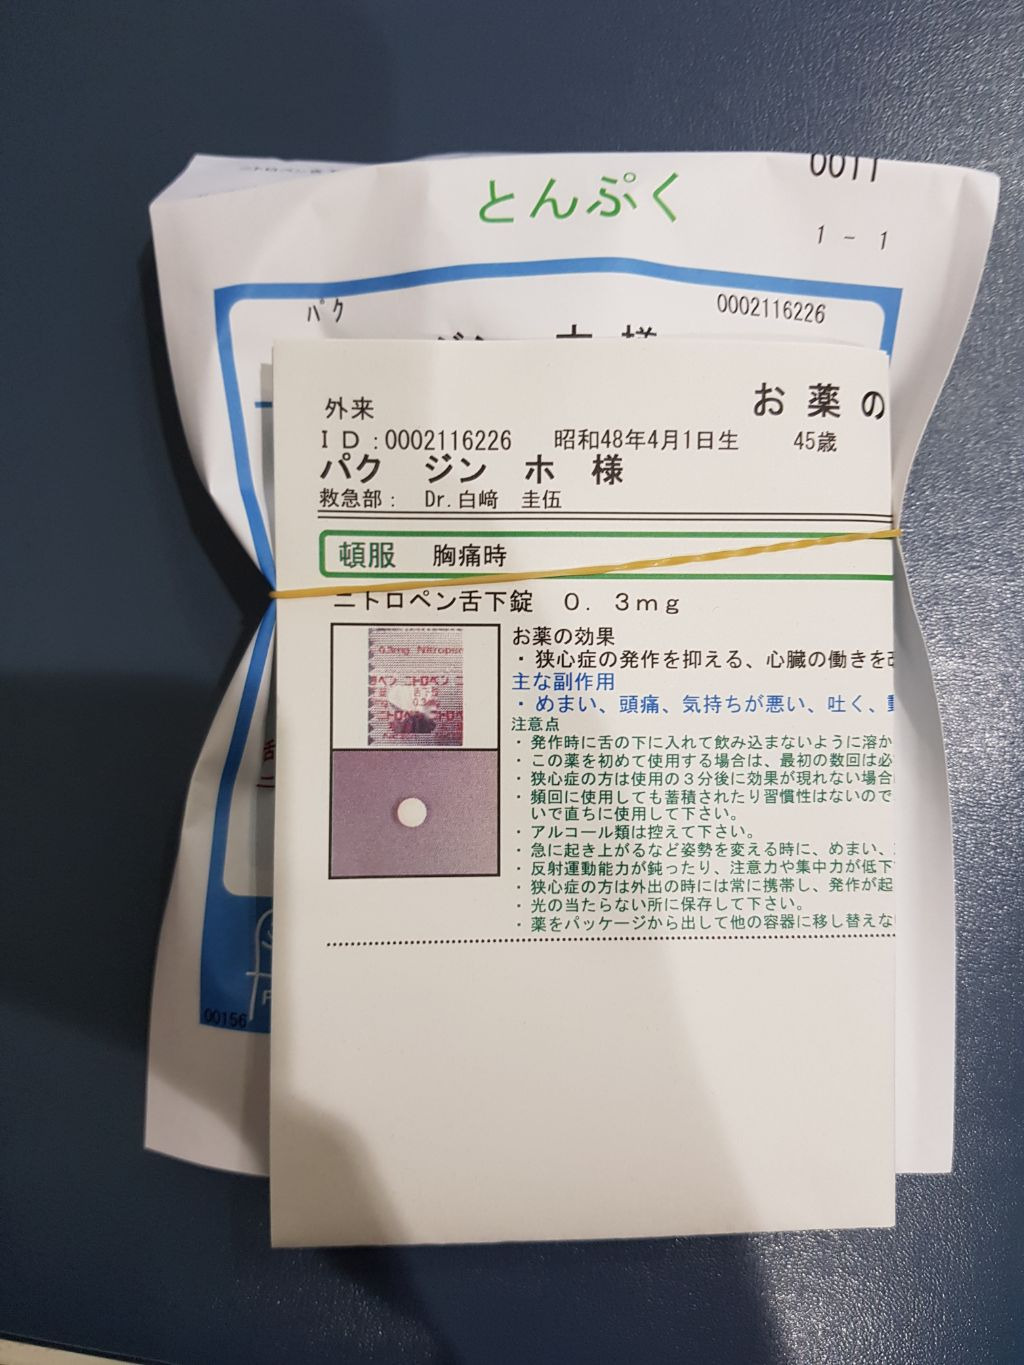 とんぷく
0011
1 - 1
パク
0002116226
外来
お薬の
ID:0002116226 昭和48年4月1日生 45歳
パク ジン ホ 様
救急部: Dr.白﨑 圭伍
頓服 胸痛時
ニトロペン舌下錠 0.3mg
0.3mg Nitropen
お薬の効果
・狭心症の発作を抑える、心臓の働きを
主な副作用
・めまい、頭痛、気持ちが悪い、吐く、
注意点
・発作時に舌の下に入れて飲み込まないように溶か
・この薬を初めて使用する場合は、最初の数回は必
・狭心症の方は使用の3分後に効果が現れない場合
・頻回に使用しても蓄積されたり習慣性はないので
いで直ちに使用して下さい。
・アルコール類は控えて下さい。
・急に起き上がるなど姿勢を変える時に、めまい、
・反射運動能力が鈍ったり、注意力や集中力が低下
・狭心症の方は外出の時には常に携帯し、発作が起
・光の当たらない所に保存して下さい。
・薬をパッケージから出して他の容器に移し替えな
00156